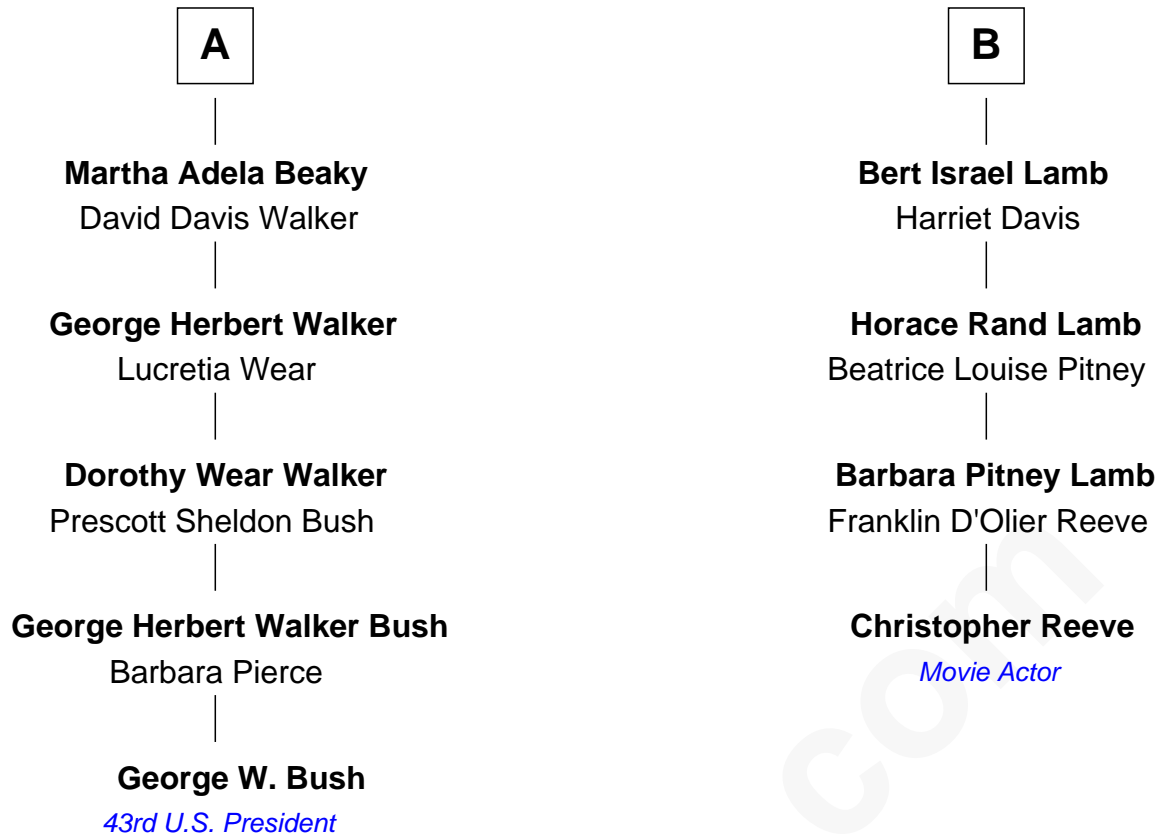 A
Martha Adela Beaky
David Davis Walker
George Herbert Walker
Lucretia Wear
Dorothy Wear Walker
Prescott Sheldon Bush
George Herbert Walker Bush
Barbara Pierce
George W. Bush
43rd U.S. President
B
Bert Israel Lamb
Harriet Davis
Horace Rand Lamb
Beatrice Louise Pitney
Barbara Pitney Lamb
Franklin D'Olier Reeve
Christopher Reeve
Movie Actor
com